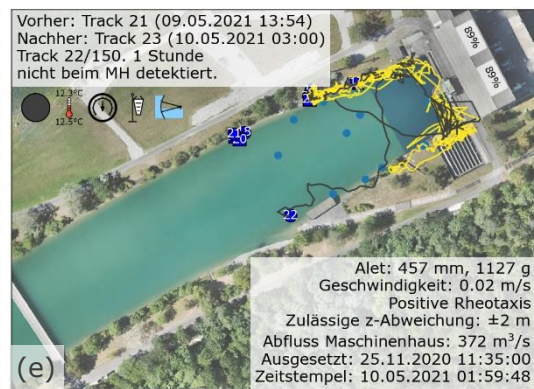 Vorher: Track 21 (09.05.2021 13:54)
Nachher: Track 23 (10.05.2021 03:00)
Track 22/150. 1 Stunde
nicht beim MH detektiert.
12.3°C
12.5°C
89%
89%
21
20
22
Alet: 457 mm, 1127 g
Geschwindigkeit: 0.02 m/s
Positive Rheotaxis
Zulässige z-Abweichung: ±2 m
Abfluss Maschinenhaus: 372 m³/s
Ausgesetzt: 25.11.2020 11:35:00
Zeitstempel: 10.05.2021 01:59:48
(e)